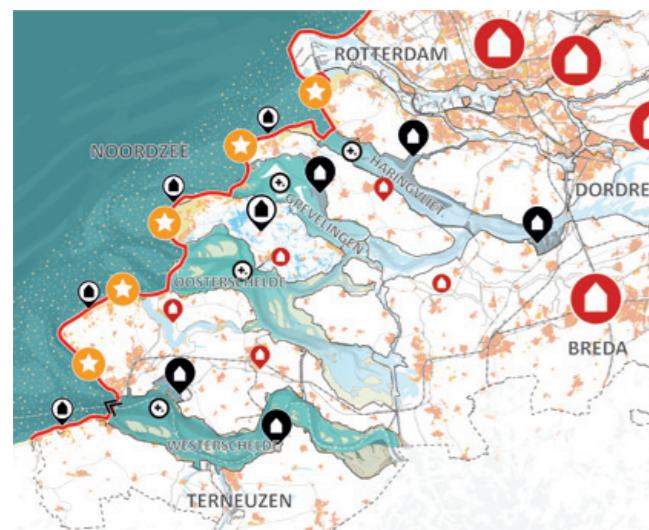 ROTTERDAM
NOORDZEE
HARINGVLIET
DORDRE
GREVELINGEN
OOSTERSCHELDE
BREDA
WESTERSCHELDE
TERNEUZEN